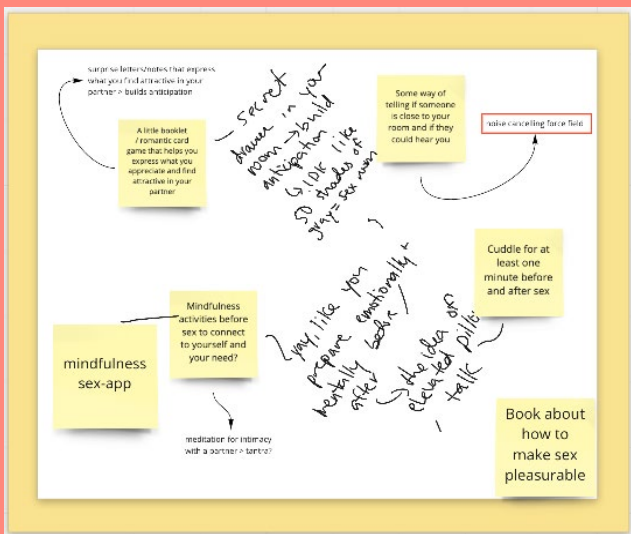 surprise letters/notes that express
what you find attractive in your
partner > builds anticipation
A little booklet
/ romantic card
game that helps you
express what you
appreciate and find
attractive in your
partner
secret
drawer in your
room → build
anticipation
↳ IDK like
50 shades of
gray = sex room
Some way of
telling if someone
is close to your
room and if they
could hear you
noise cancelling force field
Cuddle for at
least one
minute before
and after sex
Mindfulness
activities before
sex to connect
to yourself and
your need?
mindfulness
sex-app
yay, like you
prepare emotionally +
mentally before/
after
↳ the idea of
elevated pillow
talk
meditation for intimacy
with a partner > tantra?
Book about
how to
make sex
pleasurable